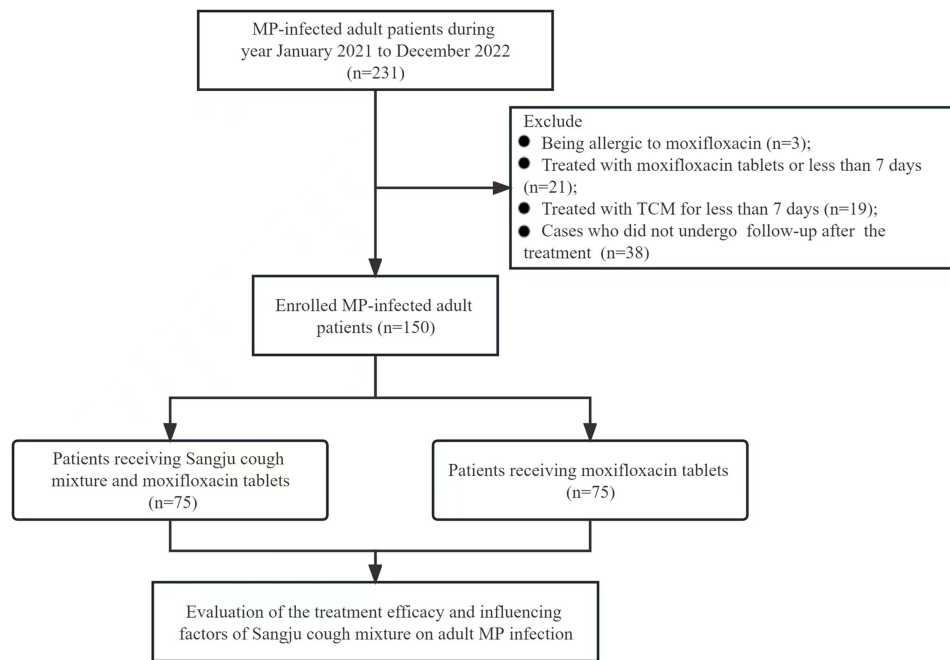 MP-infected adult patients during
year January 2021 to December 2022
(n=231)
Exclude
● Being allergic to moxifloxacin (n=3);
● Treated with moxifloxacin tablets or less than 7 days
(n=21);
● Treated with TCM for less than 7 days (n=19);
● Cases who did not undergo follow-up after the
treatment (n=38)
Enrolled MP-infected adult
patients (n=150)
Patients receiving Sangju cough
mixture and moxifloxacin tablets
(n=75)
Patients receiving moxifloxacin tablets
(n=75)
Evaluation of the treatment efficacy and influencing
factors of Sangju cough mixture on adult MP infection